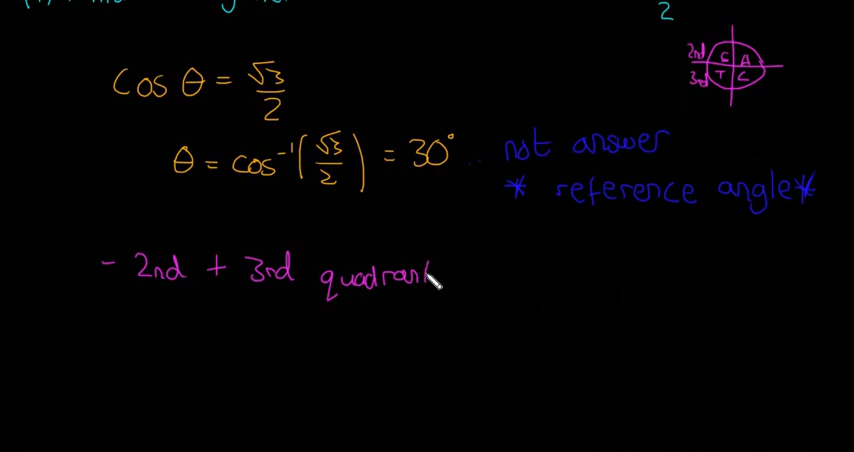 2
2nd S A
3rd T C
cos θ = √3/2
θ = cos⁻¹(√3/2) = 30° .. not answer
* reference angle *
- 2nd + 3rd quadrant